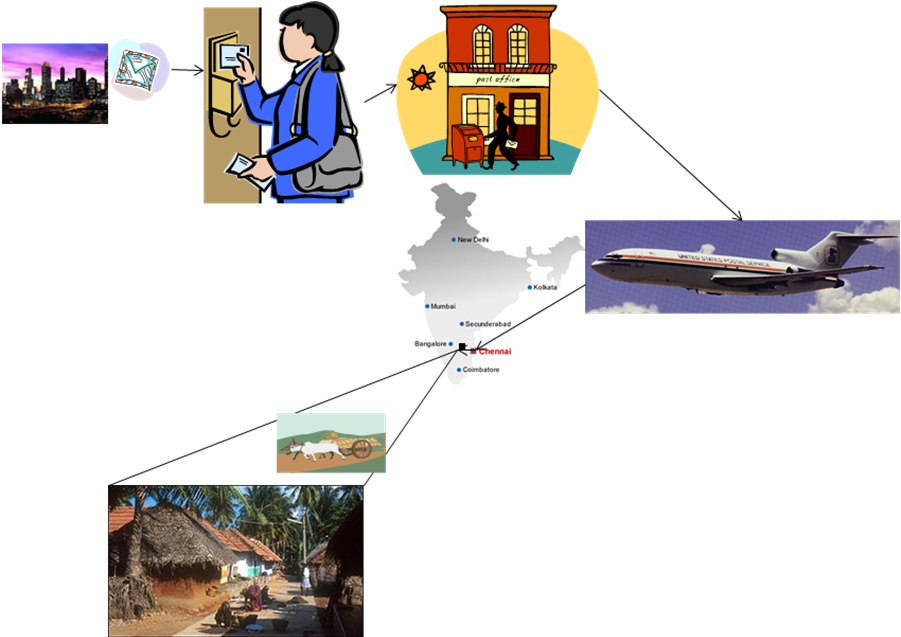 post office
UNITED STATES POSTAL SERVICE
New Delhi
Kolkata
Mumbai
Secunderabad
Bangalore
Chennai
Coimbatore